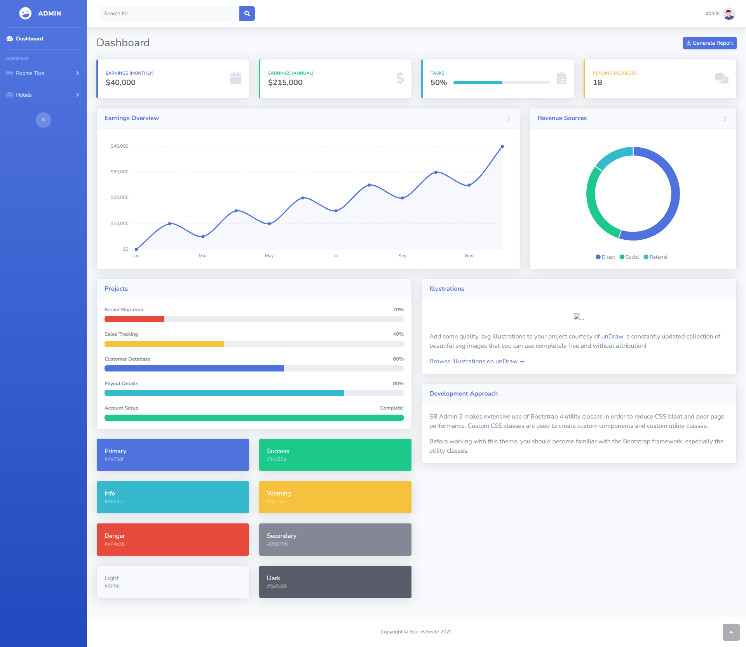 ADMIN
Search for...
admin
Dashboard
INTERFACE
Rooms Tips
Hotels
Dashboard
Generate Report
EARNINGS (MONTHLY)
$40,000
EARNINGS (ANNUAL)
$215,000
TASKS
50%
PENDING REQUESTS
18
Earnings Overview
$40,000
$30,000
$20,000
$10,000
$0
Jan
Mar
May
Jul
Sep
Nov
Revenue Sources
Direct
Social
Referral
Projects
Server Migration 20%
Sales Tracking 40%
Customer Database 60%
Payout Details 80%
Account Setup Complete!
Primary
#4e73df
Success
Info
Warning
Danger
Secondary
Light
Dark
#5a5c69
Illustrations
...
Add some quality, svg illustrations to your project courtesy of unDraw, a constantly updated collection of
beautiful svg images that you can use completely free and without attribution!
Browse Illustrations on unDraw →
Development Approach
SB Admin 2 makes extensive use of Bootstrap 4 utility classes in order to reduce CSS bloat and poor page
performance. Custom CSS classes are used to create custom components and custom utility classes.
Before working with this theme, you should become familiar with the Bootstrap framework, especially the
utility classes.
Copyright © Your Website 2021